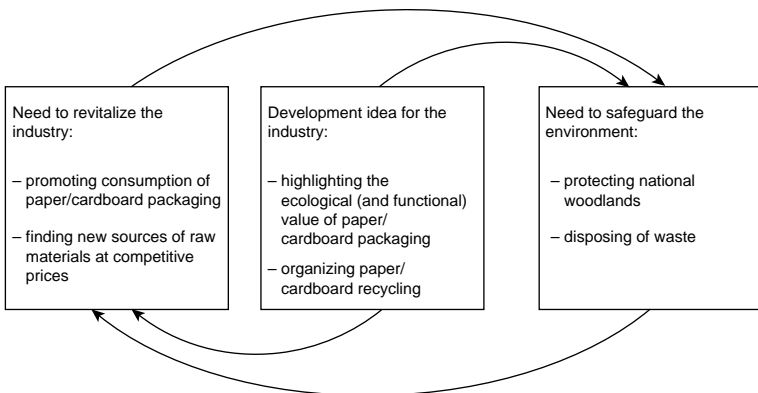 Need to revitalize the
industry:
– promoting consumption of
paper/cardboard packaging
– finding new sources of raw
materials at competitive
prices
Development idea for the
industry:
– highlighting the
ecological (and functional)
value of paper/
cardboard packaging
– organizing paper/
cardboard recycling
Need to safeguard the
environment:
– protecting national
woodlands
– disposing of waste